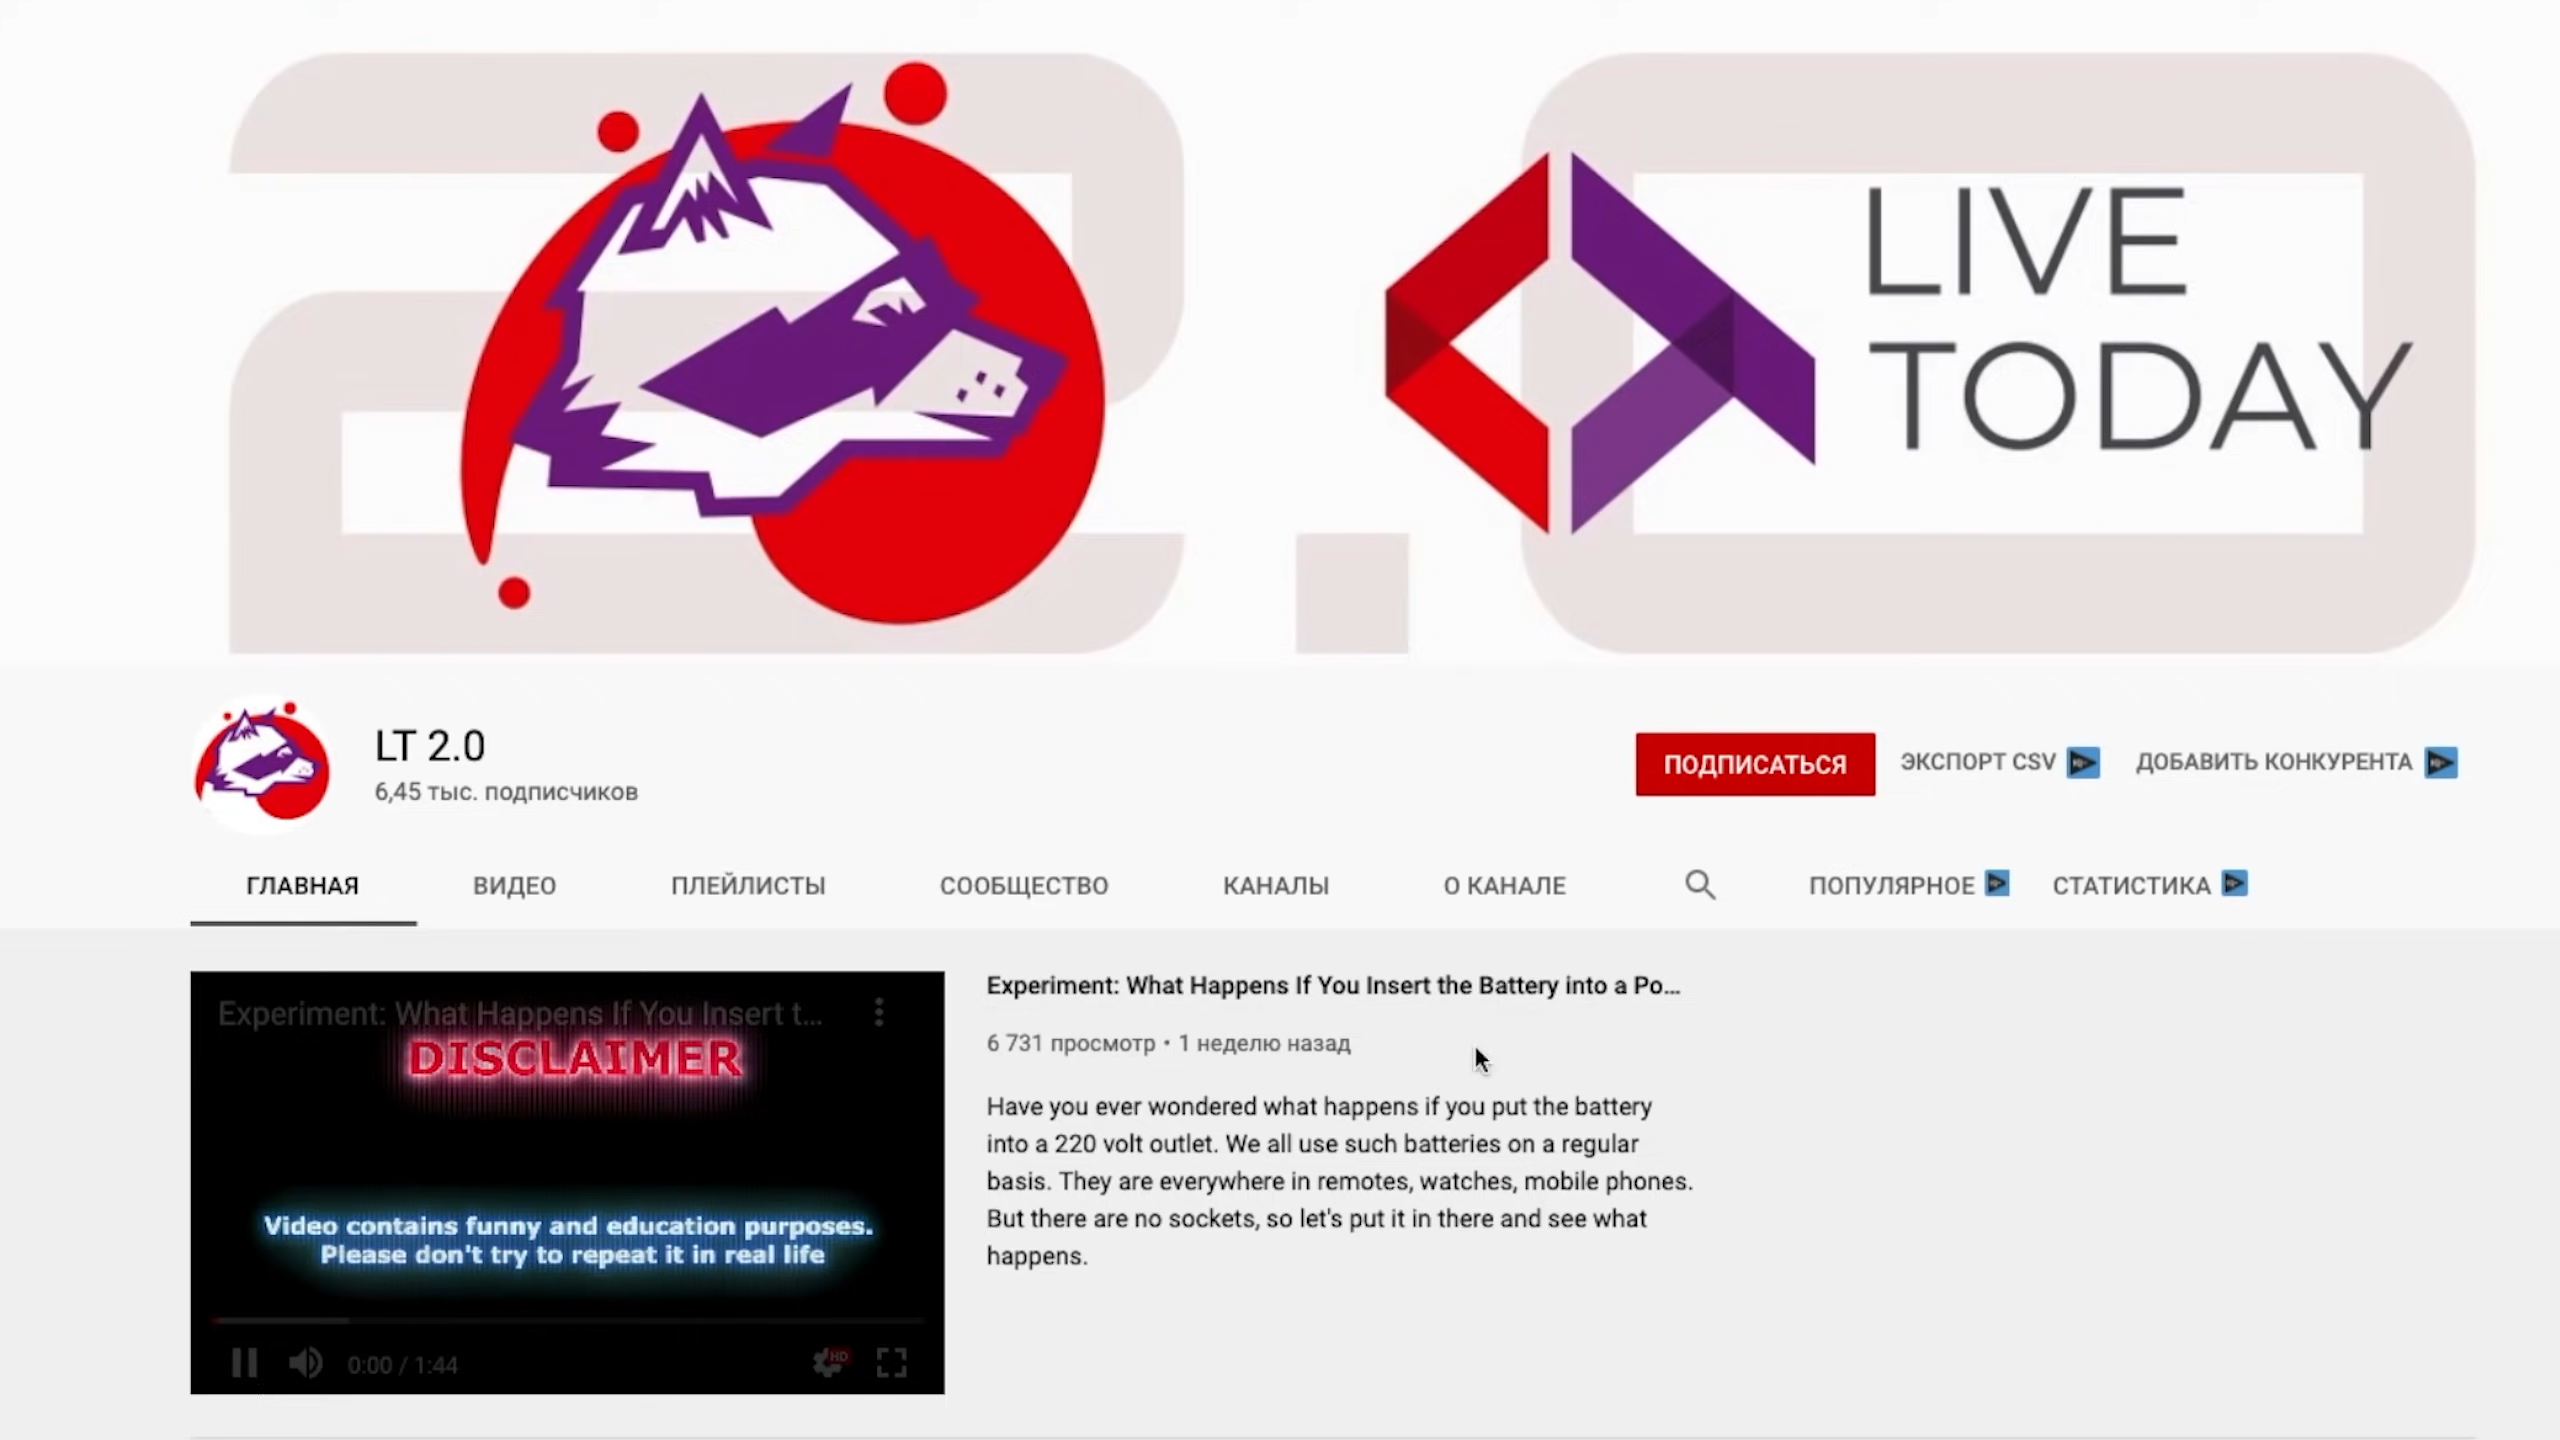 2.0
LIVE
TODAY
LT 2.0
6,45 тыс. подписчиков
ПОДПИСАТЬСЯ
ЭКСПОРТ CSV
ДОБАВИТЬ КОНКУРЕНТА
ГЛАВНАЯ
ВИДЕО
ПЛЕЙЛИСТЫ
СООБЩЕСТВО
КАНАЛЫ
О КАНАЛЕ
ПОПУЛЯРНОЕ
СТАТИСТИКА
Experiment: What Happens If You Insert t...
DISCLAIMER
Video contains funny and education purposes.
Please don't try to repeat it in real life
0:00 / 1:44
HD
Experiment: What Happens If You Insert the Battery into a Po...
6 731 просмотр • 1 неделю назад
Have you ever wondered what happens if you put the battery
into a 220 volt outlet. We all use such batteries on a regular
basis. They are everywhere in remotes, watches, mobile phones.
But there are no sockets, so let's put it in there and see what
happens.